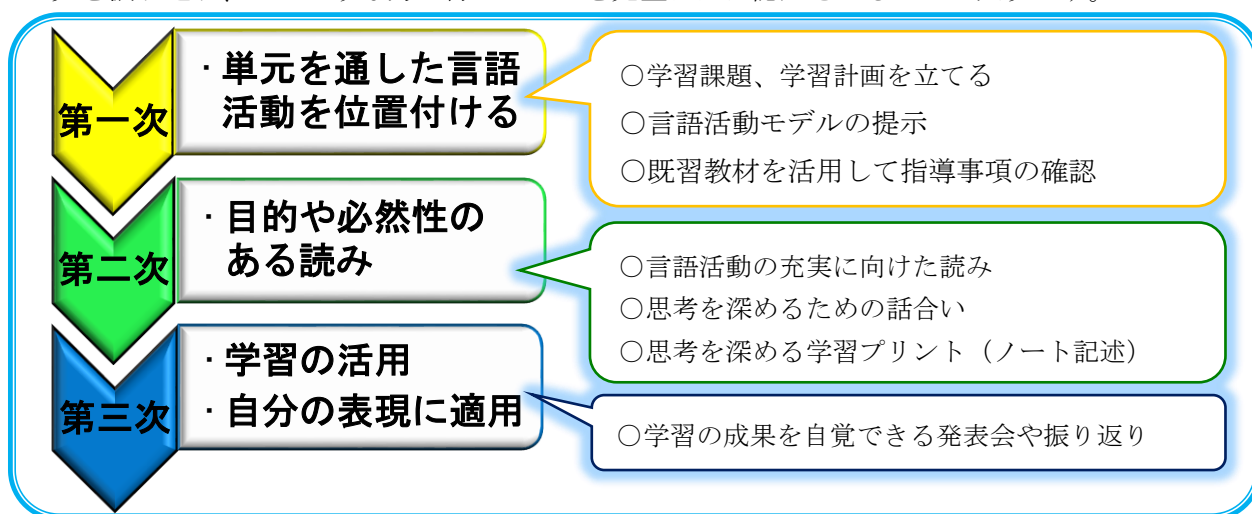 第一次
・単元を通した言語
活動を位置付ける
○学習課題、学習計画を立てる
○言語活動モデルの提示
○既習教材を活用して指導事項の確認
第二次
・目的や必然性の
ある読み
○言語活動の充実に向けた読み
○思考を深めるための話合い
○思考を深める学習プリント（ノート記述）
第三次
・学習の活用
・自分の表現に適用
○学習の成果を自覚できる発表会や振り返り